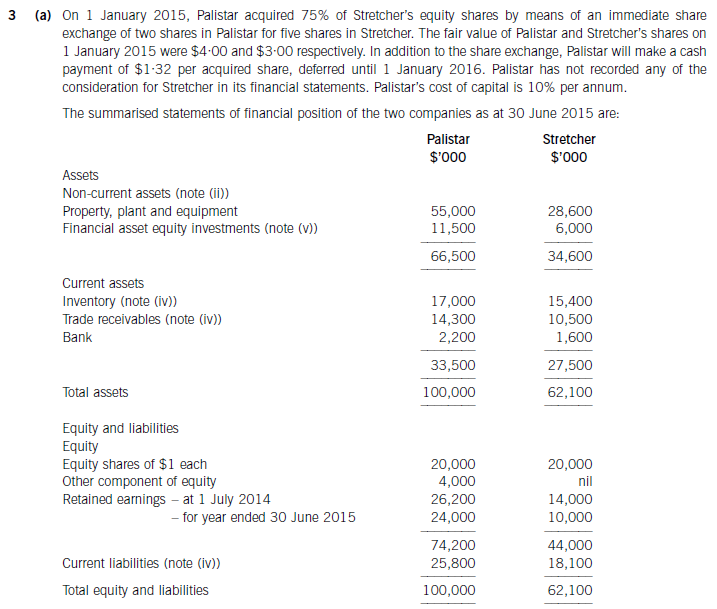 3 (a) On 1 January 2015, Palistar acquired 75% of Stretcher's equity shares by means of an immediate share
exchange of two shares in Palistar for five shares in Stretcher. The fair value of Palistar and Stretcher's shares on
1 January 2015 were $4·00 and $3·00 respectively. In addition to the share exchange, Palistar will make a cash
payment of $1·32 per acquired share, deferred until 1 January 2016. Palistar has not recorded any of the
consideration for Stretcher in its financial statements. Palistar's cost of capital is 10% per annum.
The summarised statements of financial position of the two companies as at 30 June 2015 are:
Palistar Stretcher
$'000 $'000
Assets
Non-current assets (note (ii))
Property, plant and equipment 55,000 28,600
Financial asset equity investments (note (v)) 11,500 6,000
66,500 34,600
Current assets
Inventory (note (iv)) 17,000 15,400
Trade receivables (note (iv)) 14,300 10,500
Bank 2,200 1,600
33,500 27,500
Total assets 100,000 62,100
Equity and liabilities
Equity
Equity shares of $1 each 20,000 20,000
Other component of equity 4,000 nil
Retained earnings – at 1 July 2014 26,200 14,000
– for year ended 30 June 2015 24,000 10,000
74,200 44,000
Current liabilities (note (iv)) 25,800 18,100
Total equity and liabilities 100,000 62,100